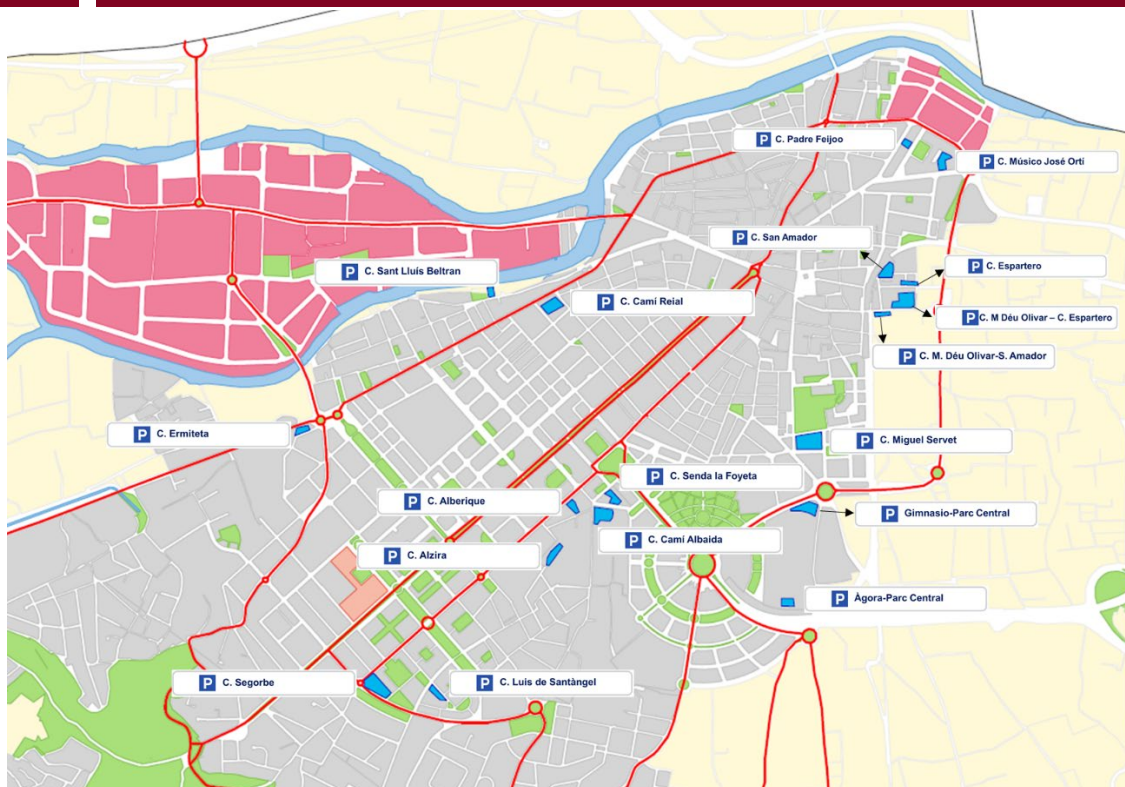 P C. Padre Feijoo
P C. Músico José Ortí
P C. San Amador
P C. Espartero
P C. Sant Lluís Beltran
P C. Camí Reial
P C. M Déu Olivar – C. Espartero
P C. M. Déu Olivar-S. Amador
P C. Ermiteta
P C. Miguel Servet
P C. Senda la Foyeta
P C. Alberique
P Gimnasio-Parc Central
P C. Camí Albaida
P C. Alzira
P Àgora-Parc Central
P C. Segorbe
P C. Luis de Santàngel